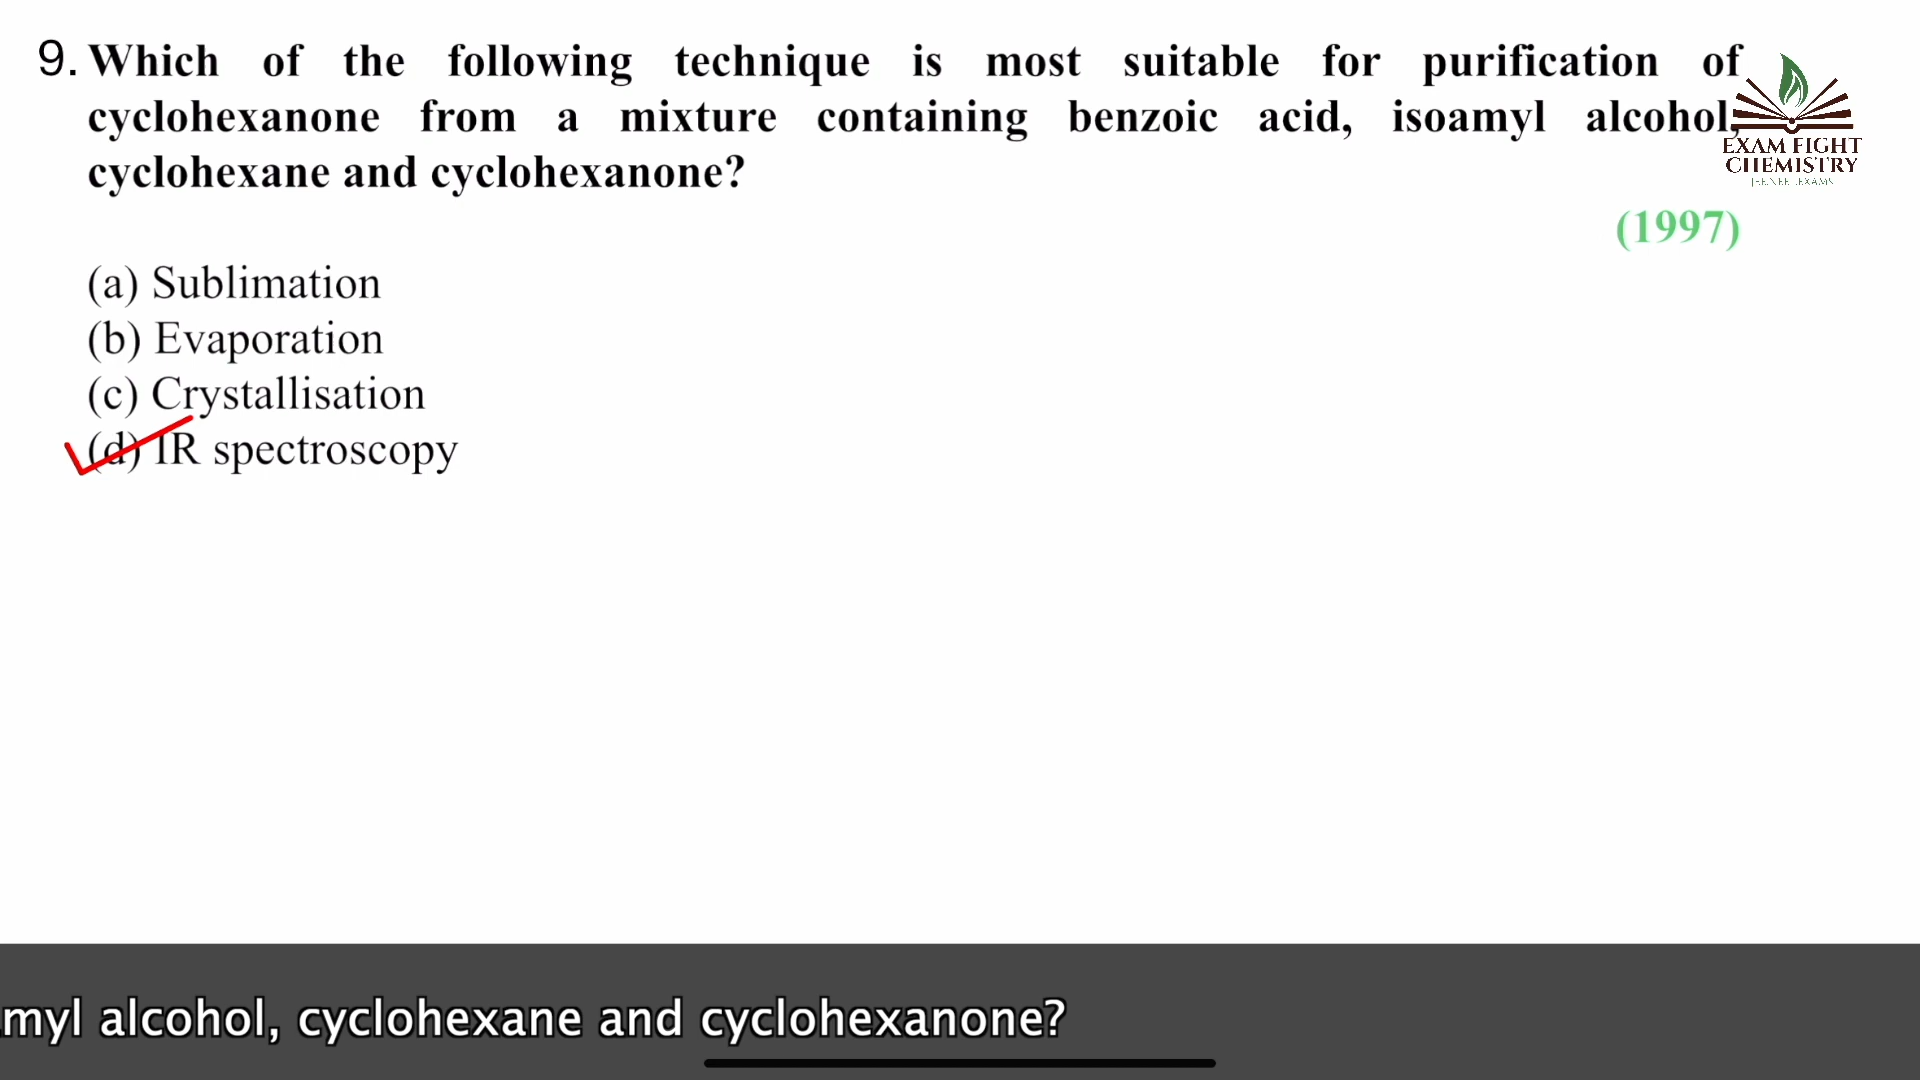 9. Which of the following technique is most suitable for purification of
cyclohexanone from a mixture containing benzoic acid, isoamyl alcohol,
cyclohexane and cyclohexanone?
EXAM FIGHT
CHEMISTRY
(1997)
(a) Sublimation
(b) Evaporation
(c) Crystallisation
(d) IR spectroscopy
myl alcohol, cyclohexane and cyclohexanone?